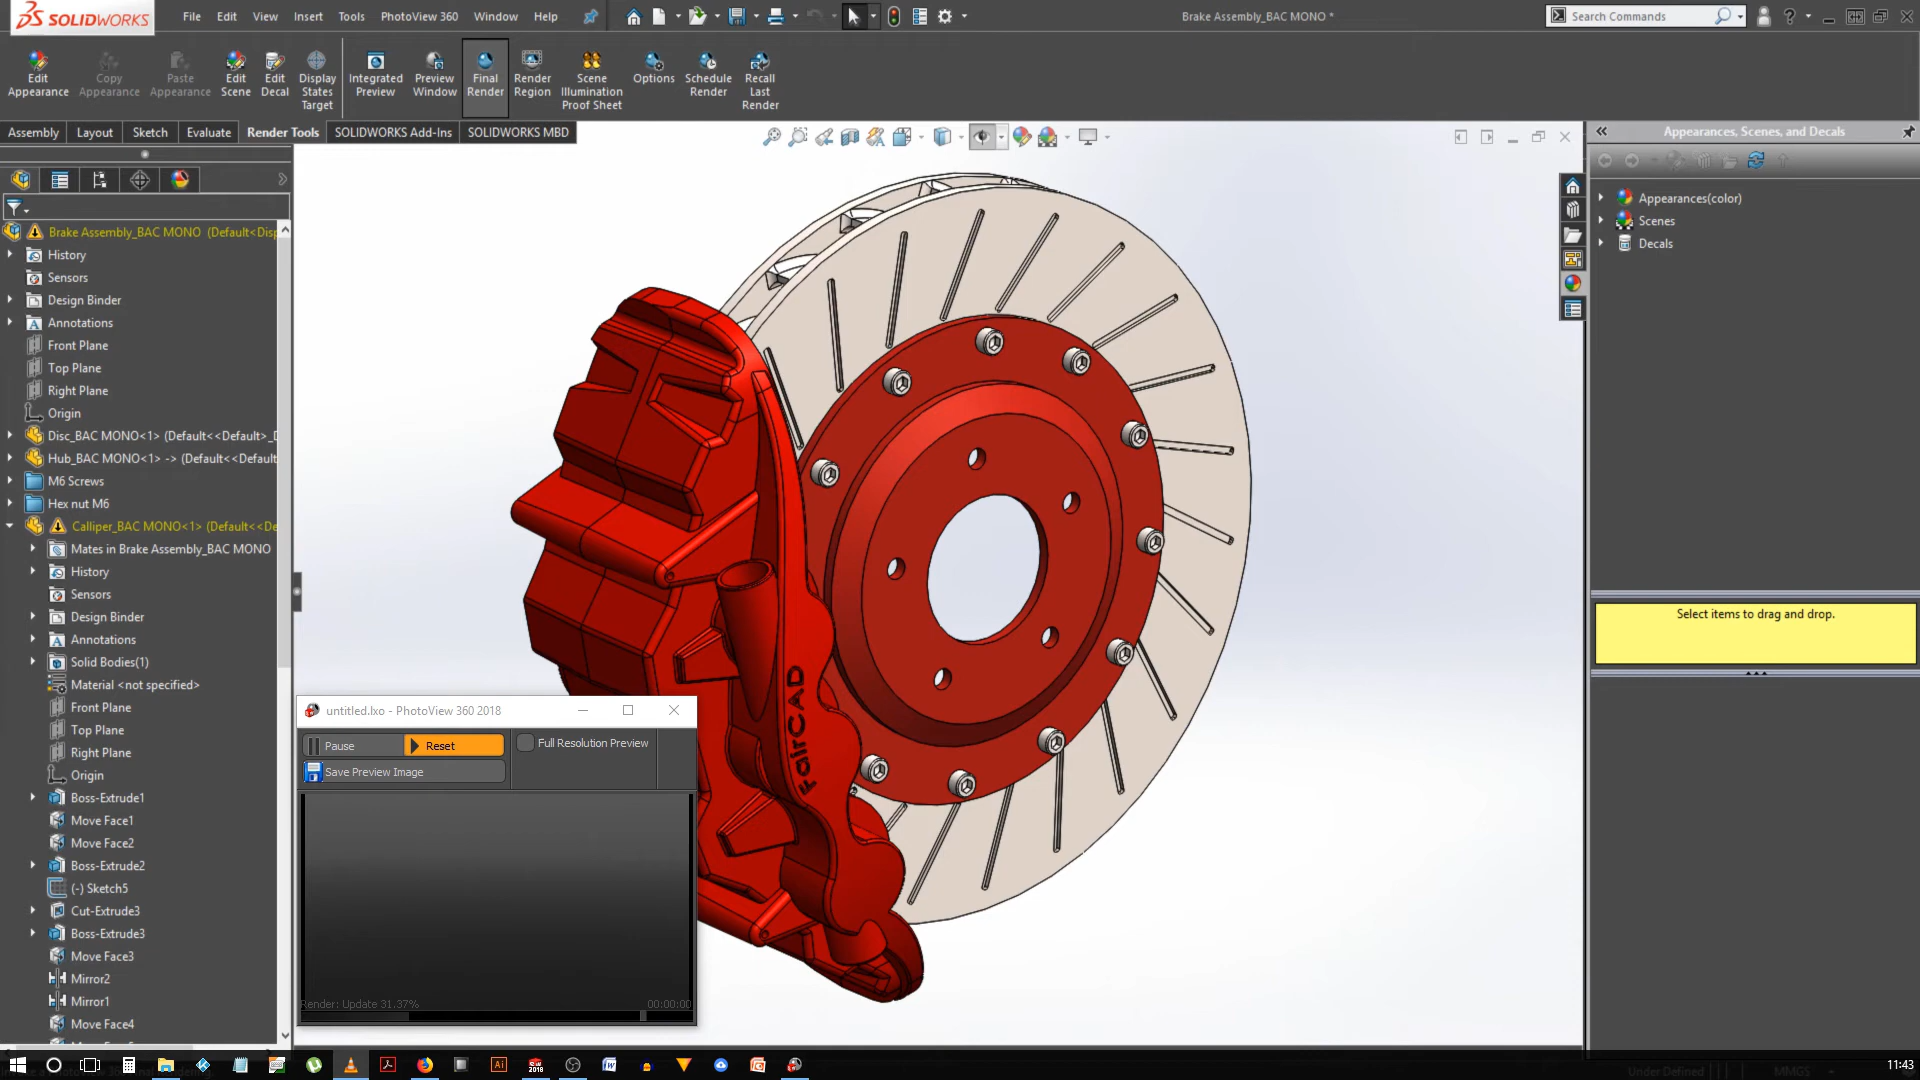 SOLIDWORKS
File Edit View Insert Tools PhotoView 360 Window Help
Brake Assembly_BAC MONO *
Search Commands
Edit Appearance
Copy Appearance
Paste Appearance
Edit Scene
Edit Decal
Display States Target
Integrated Preview
Preview Window
Final Render
Render Region
Scene Illumination Proof Sheet
Options
Schedule Render
Recall Last Render
Assembly Layout Sketch Evaluate Render Tools SOLIDWORKS Add-Ins SOLIDWORKS MBD
Appearances, Scenes, and Decals
Appearances(color)
Scenes
Decals
Select items to drag and drop.
Brake Assembly_BAC MONO (Default<Disp
History
Sensors
Design Binder
Annotations
Front Plane
Top Plane
Right Plane
Origin
Disc_BAC MONO<1> (Default<<Default>_D
Hub_BAC MONO<1> -> (Default<<Default
M6 Screws
Hex nut M6
Calliper_BAC MONO<1> (Default<<De
Mates in Brake Assembly_BAC MONO
History
Sensors
Design Binder
Annotations
Solid Bodies(1)
Material <not specified>
Front Plane
Top Plane
Right Plane
Origin
Boss-Extrude1
Move Face1
Move Face2
Boss-Extrude2
(-) Sketch5
Cut-Extrude3
Boss-Extrude3
Move Face3
Mirror2
Mirror1
Move Face4
untitled.lxo - PhotoView 360 2018
Pause
Reset
Full Resolution Preview
Save Preview Image
Render: Update 31.37%
00:00:00
FairCAD
Under Defined
MMGS
11:43